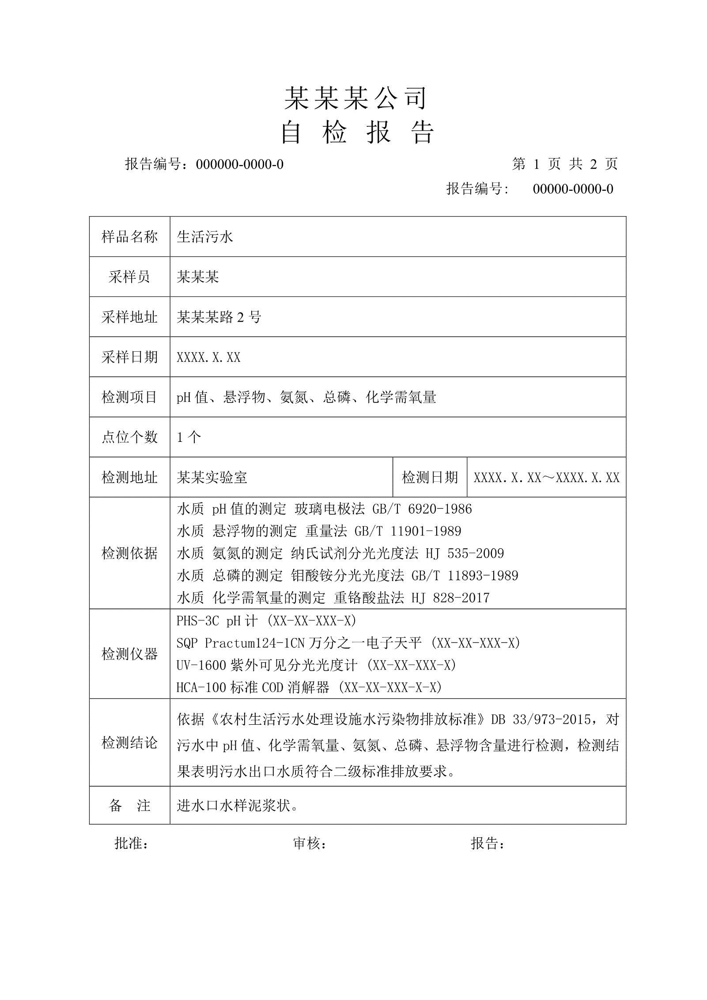 某某某公司
自 检 报 告
报告编号：000000-0000-0 第 1 页 共 2 页
报告编号: 00000-0000-0
样品名称 生活污水
采样员 某某某
采样地址 某某某路 2 号
采样日期 XXXX.X.XX
检测项目 pH 值、悬浮物、氨氮、总磷、化学需氧量
点位个数 1 个
检测地址 某某实验室 检测日期 XXXX.X.XX～XXXX.X.XX
检测依据
水质 pH 值的测定 玻璃电极法 GB/T 6920-1986
水质 悬浮物的测定 重量法 GB/T 11901-1989
水质 氨氮的测定 纳氏试剂分光光度法 HJ 535-2009
水质 总磷的测定 钼酸铵分光光度法 GB/T 11893-1989
水质 化学需氧量的测定 重铬酸盐法 HJ 828-2017
检测仪器
PHS-3C pH 计 (XX-XX-XXX-X)
SQP Practum124-1CN 万分之一电子天平 (XX-XX-XXX-X)
UV-1600 紫外可见分光光度计 (XX-XX-XXX-X)
HCA-100 标准 COD 消解器 (XX-XX-XXX-X-X)
检测结论
依据《农村生活污水处理设施水污染物排放标准》DB 33/973-2015，对
污水中 pH 值、化学需氧量、氨氮、总磷、悬浮物含量进行检测，检测结
果表明污水出口水质符合二级标准排放要求。
备 注 进水口水样泥浆状。
批准： 审核： 报告：